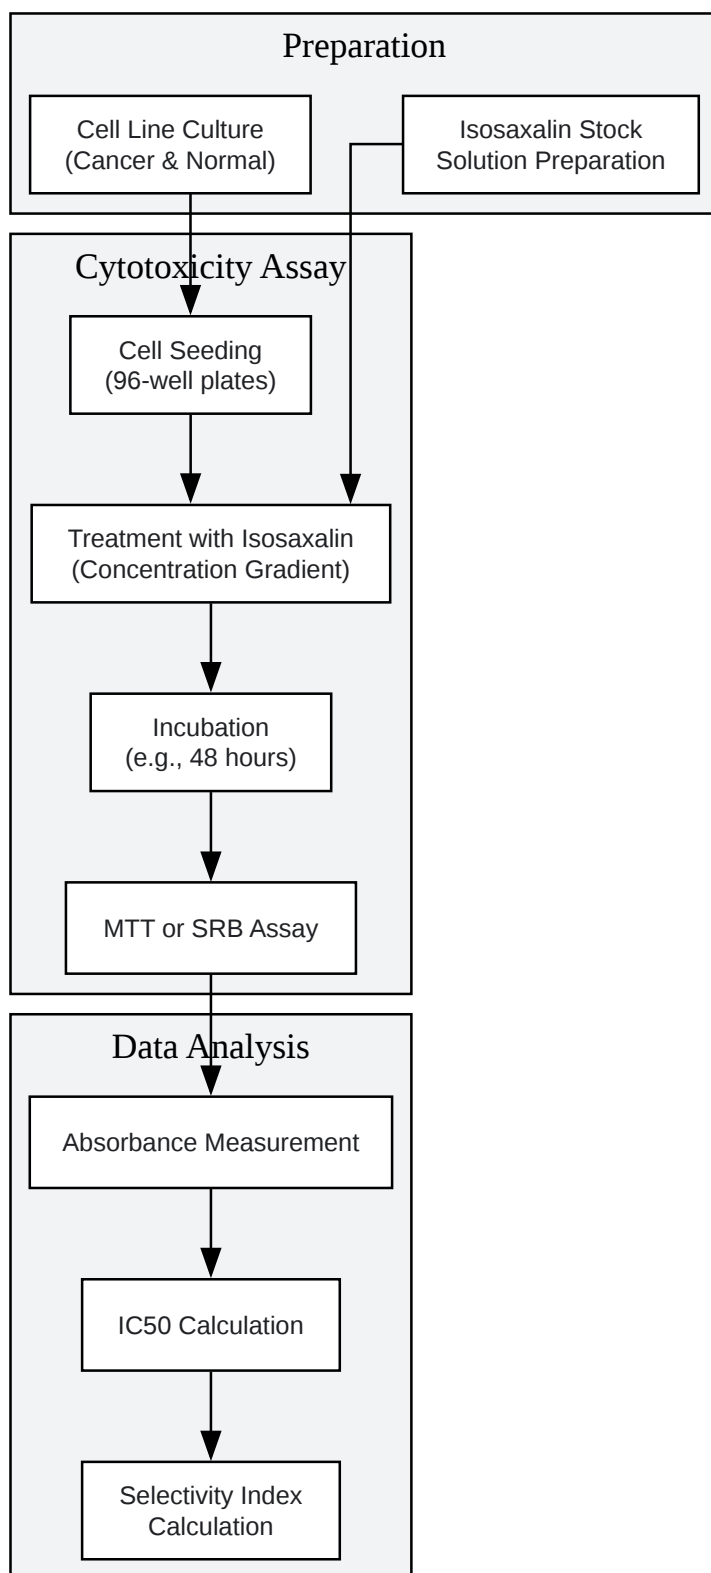 Preparation
Cell Line Culture
(Cancer & Normal)
Isosaxalin Stock
Solution Preparation
Cytotoxicity Assay
Cell Seeding
(96-well plates)
Treatment with Isosaxalin
(Concentration Gradient)
Incubation
(e.g., 48 hours)
MTT or SRB Assay
Data Analysis
Absorbance Measurement
IC50 Calculation
Selectivity Index
Calculation